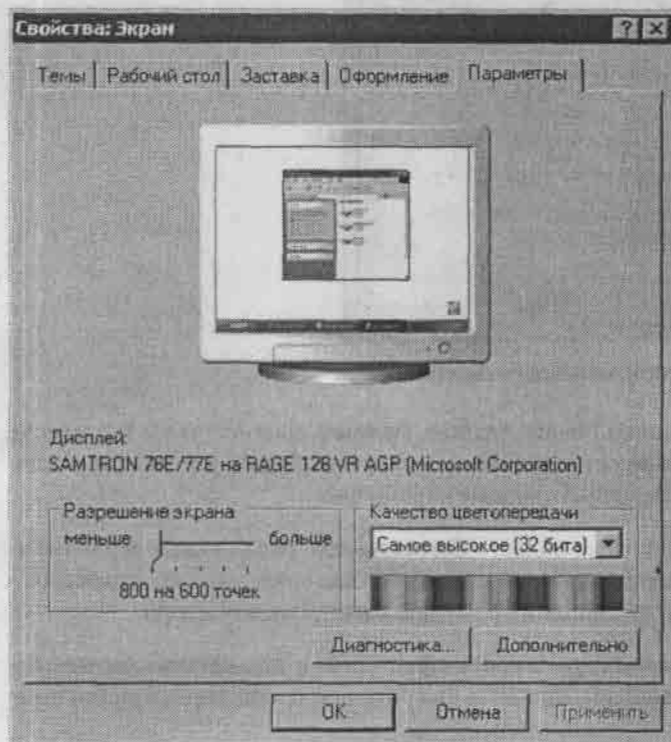 Свойства: Экран
Темы Рабочий стол Заставка Оформление Параметры
Дисплей:
SAMTRON 76E/77E на RAGE 128 VR AGP (Microsoft Corporation)
Разрешение экрана
меньше больше
800 на 600 точек
Качество цветопередачи
Самое высокое (32 бита)
Диагностика... Дополнительно
OK Отмена Применить